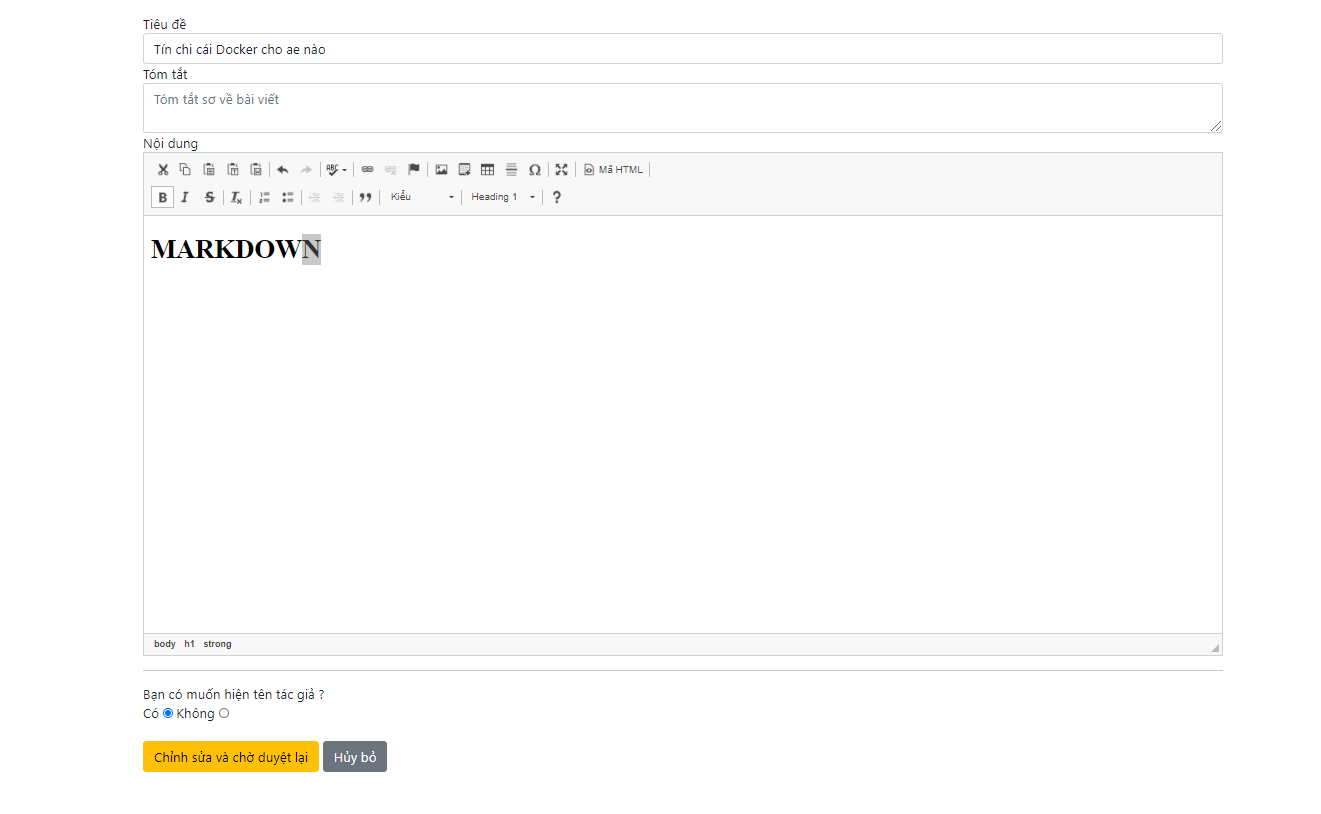 Tiêu đề
Tín chi cái Docker cho ae nào
Tóm tắt
Tóm tắt sơ về bài viết
Nội dung
ABC Ω Mã HTML
B I S Ix Kiểu Heading 1 ?
MARKDOWN
body h1 strong
Bạn có muốn hiện tên tác giả ?
Có Không
Chỉnh sửa và chờ duyệt lại Hủy bỏ